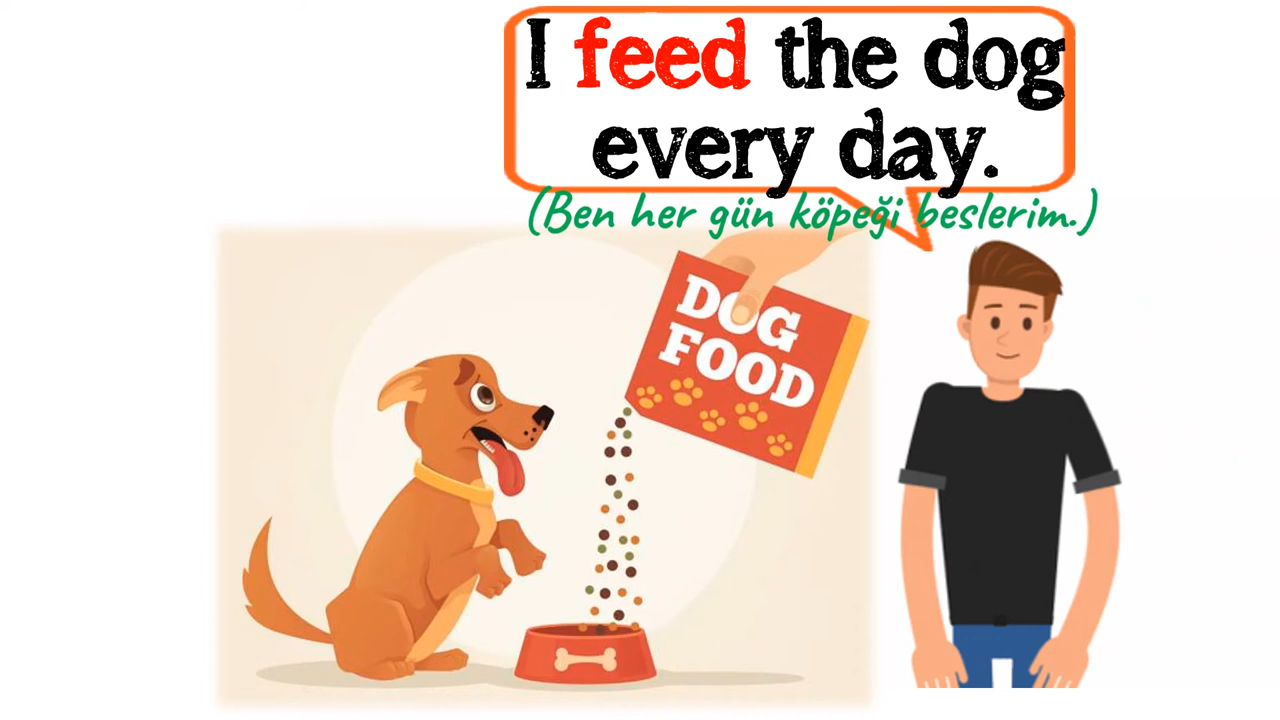 I feed the dog
every day.
(Ben her gün köpeği beslerim.)
DOG
FOOD